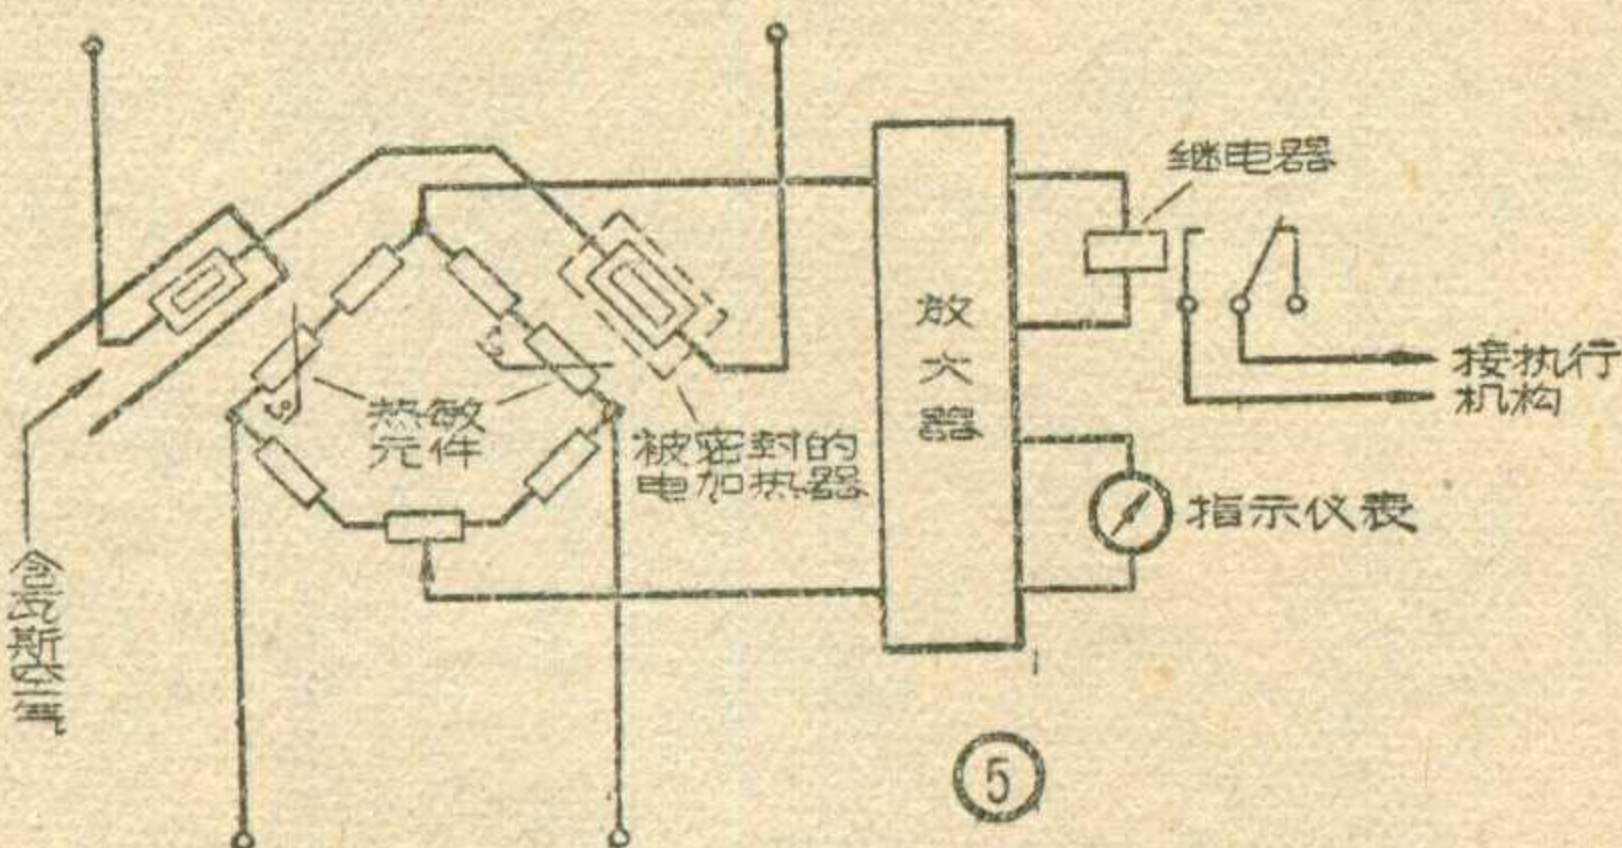 继电器
放大器
接执行
机构
热敏
元件
被密封的
电加热器
指示仪表
含瓦斯空气
⑤